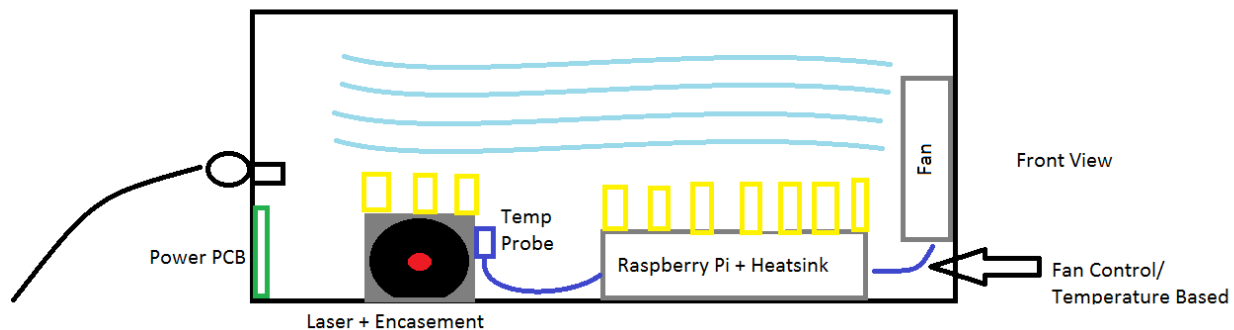 Fan
Front View
Temp
Probe
Power PCB
Raspberry Pi + Heatsink
Fan Control/
Temperature Based
Laser + Encasement